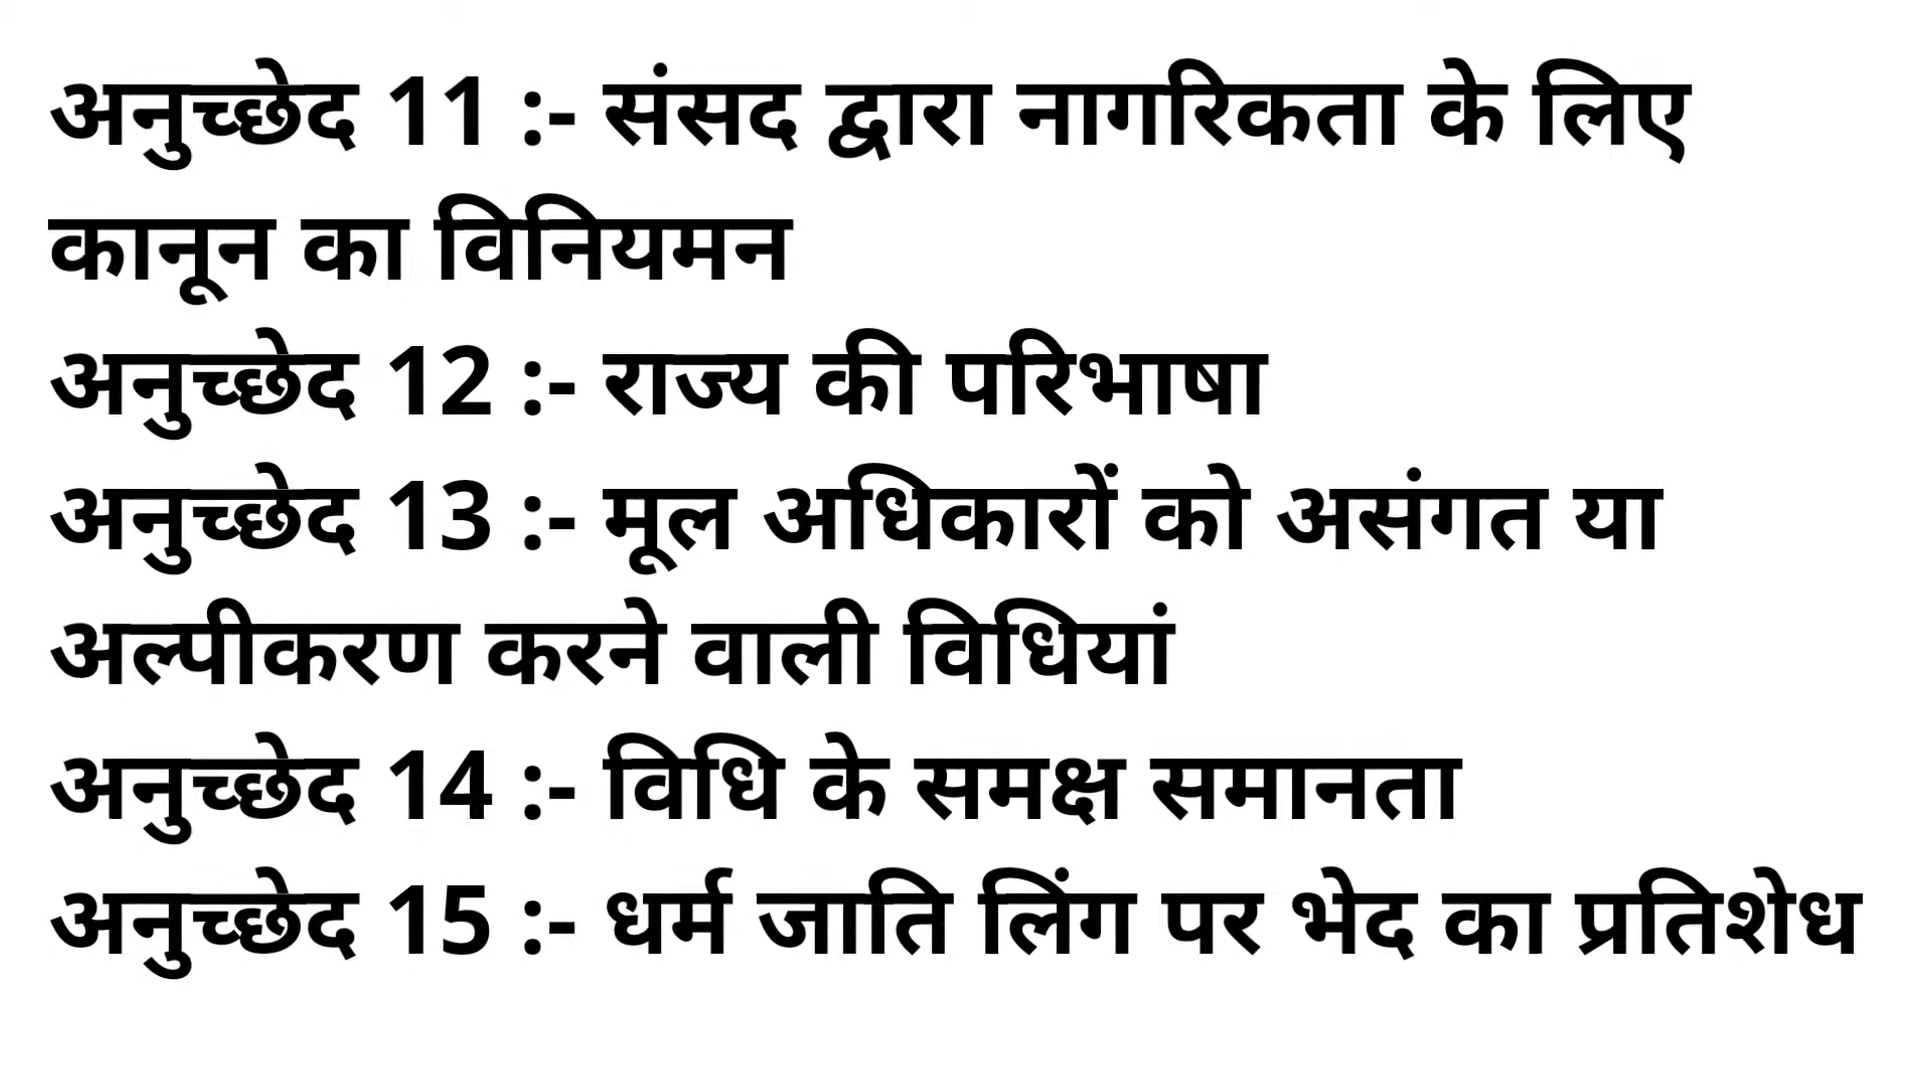 अनुच्छेद 11 :- संसद द्वारा नागरिकता के लिए
कानून का विनियमन
अनुच्छेद 12 :- राज्य की परिभाषा
अनुच्छेद 13 :- मूल अधिकारों को असंगत या
अल्पीकरण करने वाली विधियां
अनुच्छेद 14 :- विधि के समक्ष समानता
अनुच्छेद 15 :- धर्म जाति लिंग पर भेद का प्रतिशेध